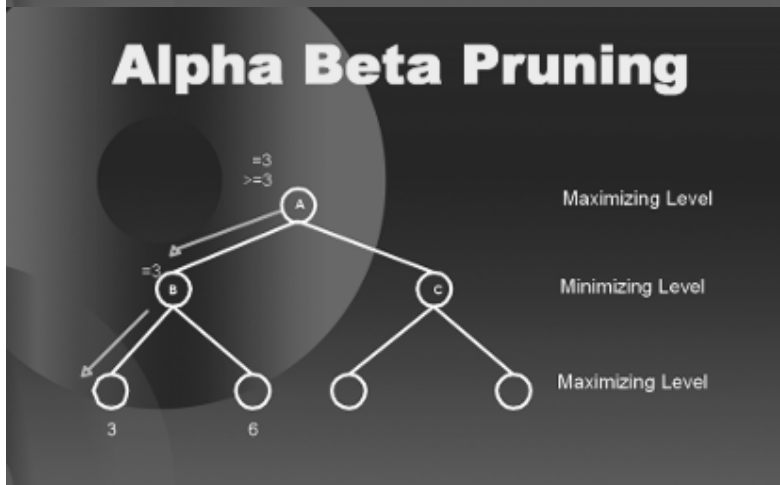 Alpha Beta Pruning
=3
>=3
A
Maximizing Level
=3
B
C
Minimizing Level
Maximizing Level
3
6